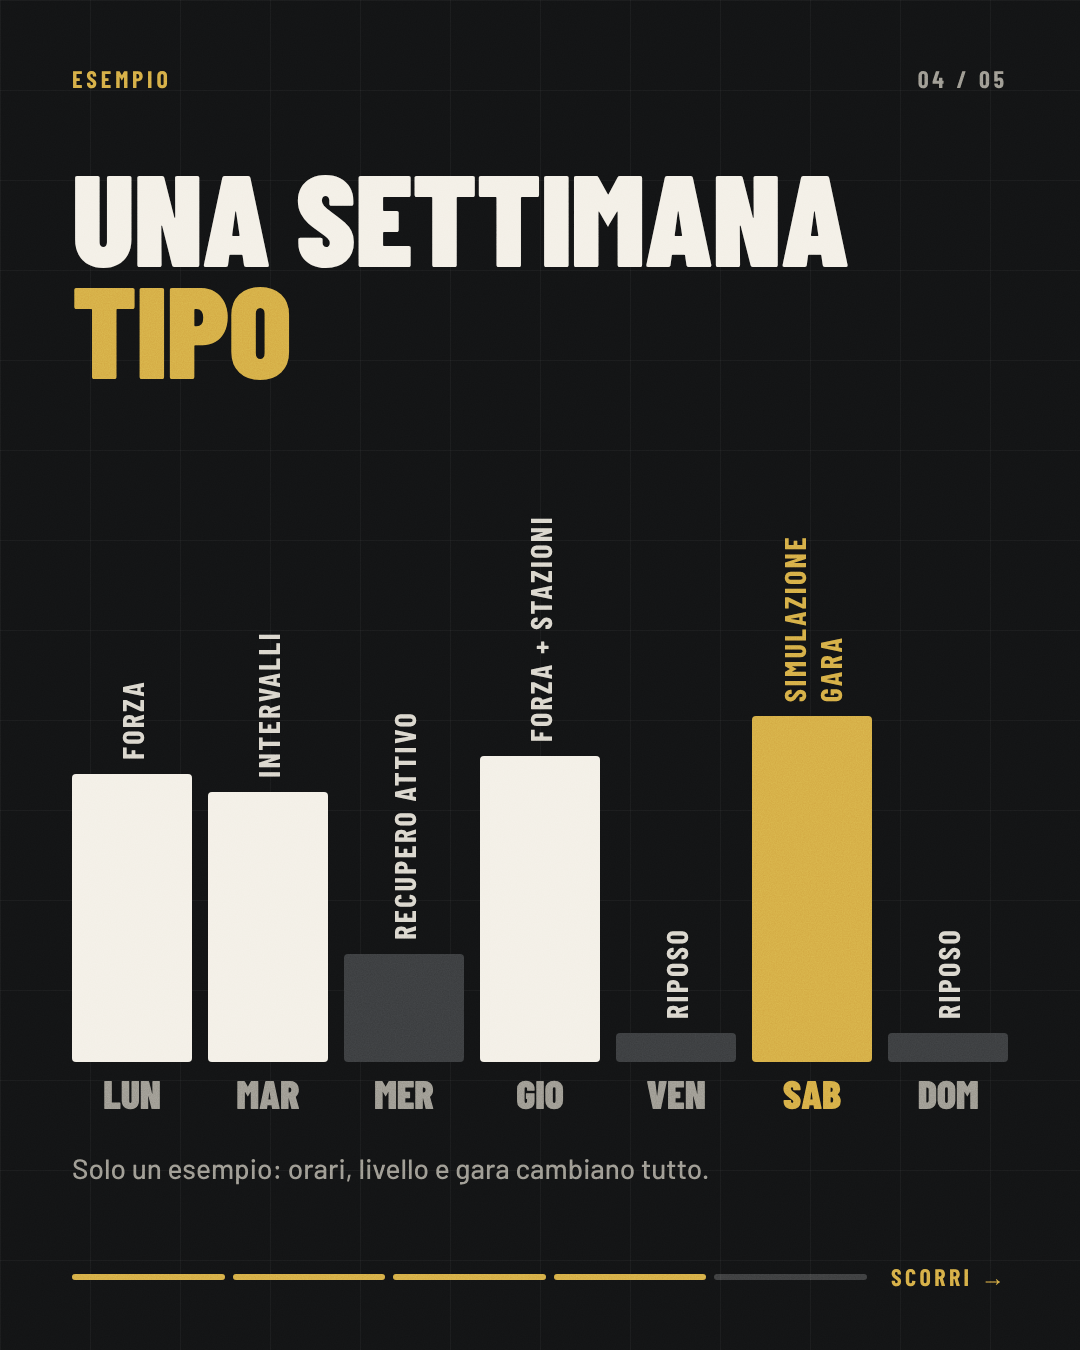 ESEMPIO
04 / 05
UNA SETTIMANA
TIPO
FORZA
INTERVALLI
RECUPERO ATTIVO
FORZA + STAZIONI
RIPOSO
SIMULAZIONE
GARA
RIPOSO
LUN
MAR
MER
GIO
VEN
SAB
DOM
Solo un esempio: orari, livello e gara cambiano tutto.
SCORRI →